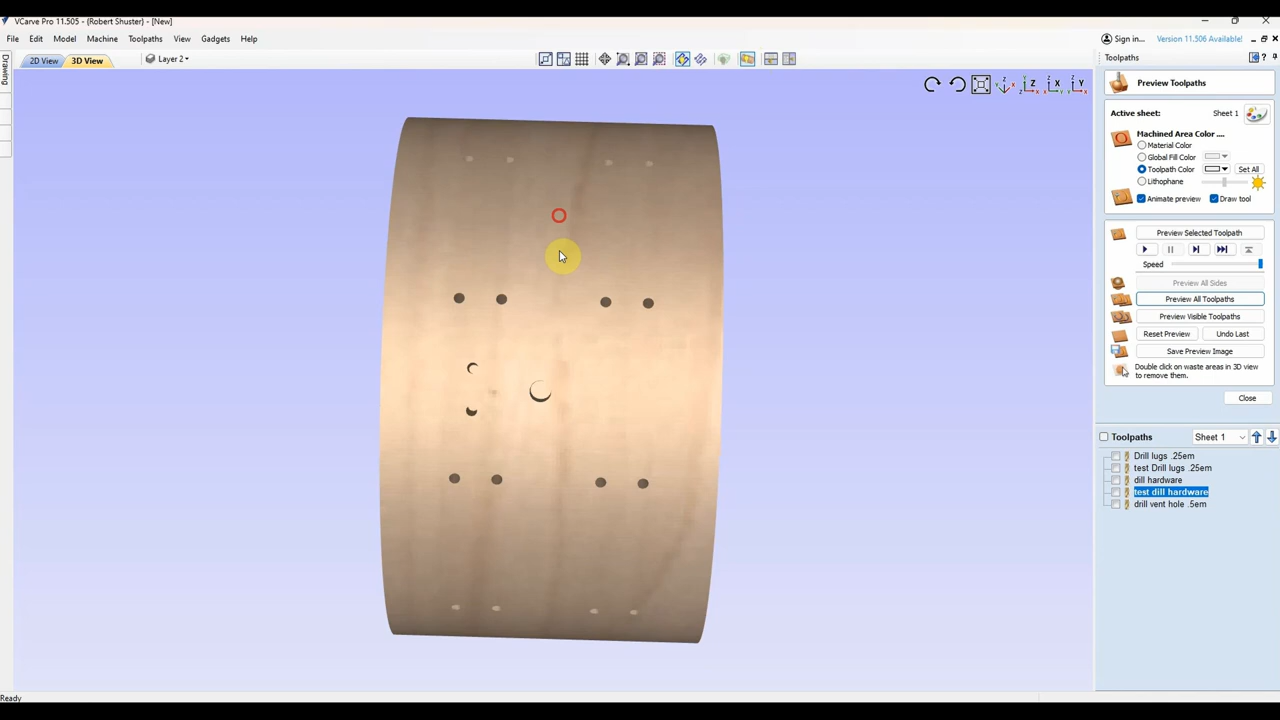 VCarve Pro 11.505 - {Robert Shuster} - [New]
File Edit Model Machine Toolpaths View Gadgets Help
Sign in... Version 11.506 Available!
2D View 3D View Layer 2
Drawing
Z X Y
Toolpaths
Preview Toolpaths
Active sheet: Sheet 1
Machined Area Color ....
Material Color
Global Fill Color
Toolpath Color Set All
Lithophane
Animate preview Draw tool
Preview Selected Toolpath
Speed
Preview All Sides
Preview All Toolpaths
Preview Visible Toolpaths
Reset Preview Undo Last
Save Preview Image
Double click on waste areas in 3D view
to remove them.
Close
Toolpaths Sheet 1
Drill lugs .25em
test Drill lugs .25em
dill hardware
test dill hardware
drill vent hole .5em
Ready